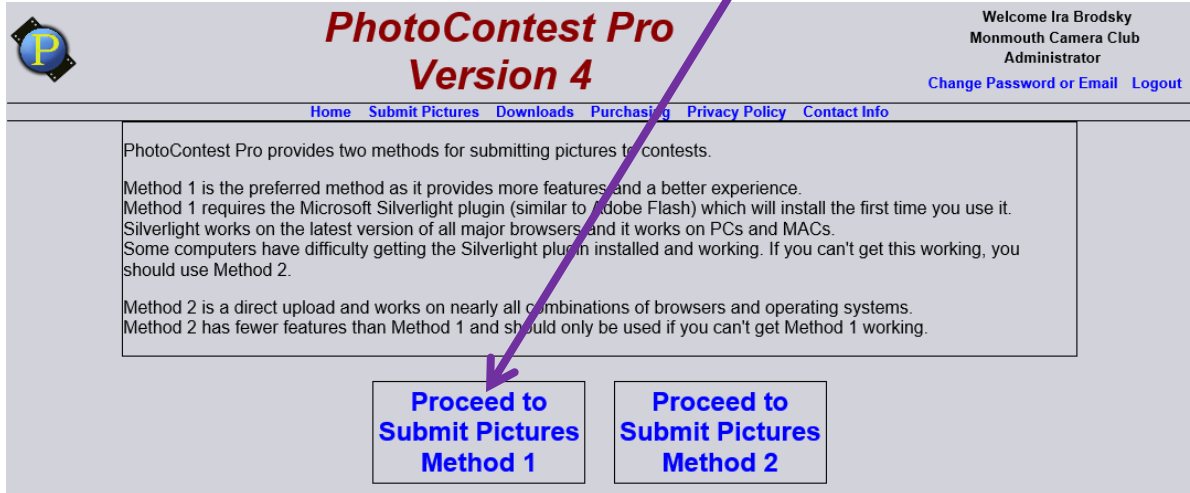 P
PhotoContest Pro
Version 4
Welcome Ira Brodsky
Monmouth Camera Club
Administrator
Change Password or Email Logout
Home Submit Pictures Downloads Purchasing Privacy Policy Contact Info
PhotoContest Pro provides two methods for submitting pictures to contests.
Method 1 is the preferred method as it provides more features and a better experience.
Method 1 requires the Microsoft Silverlight plugin (similar to Adobe Flash) which will install the first time you use it.
Silverlight works on the latest version of all major browsers and it works on PCs and MACs.
Some computers have difficulty getting the Silverlight plugin installed and working. If you can't get this working, you
should use Method 2.
Method 2 is a direct upload and works on nearly all combinations of browsers and operating systems.
Method 2 has fewer features than Method 1 and should only be used if you can't get Method 1 working.
Proceed to
Submit Pictures
Method 1
Proceed to
Submit Pictures
Method 2